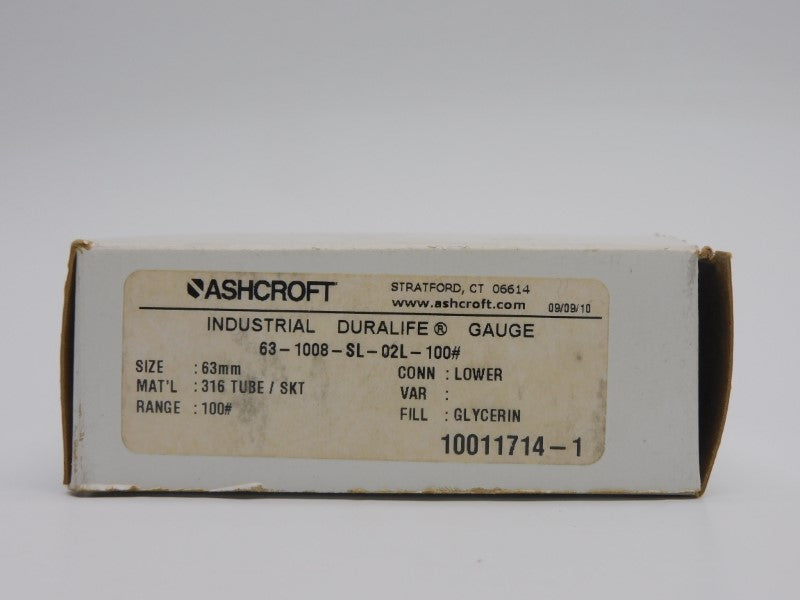 ASHCROFT
STRATFORD, CT 06614
www.ashcroft.com
09/09/10
INDUSTRIAL DURALIFE® GAUGE
63-1008-SL-02L-100#
SIZE : 63mm
CONN : LOWER
MAT'L : 316 TUBE / SKT
VAR :
RANGE : 100#
FILL : GLYCERIN
10011714-1